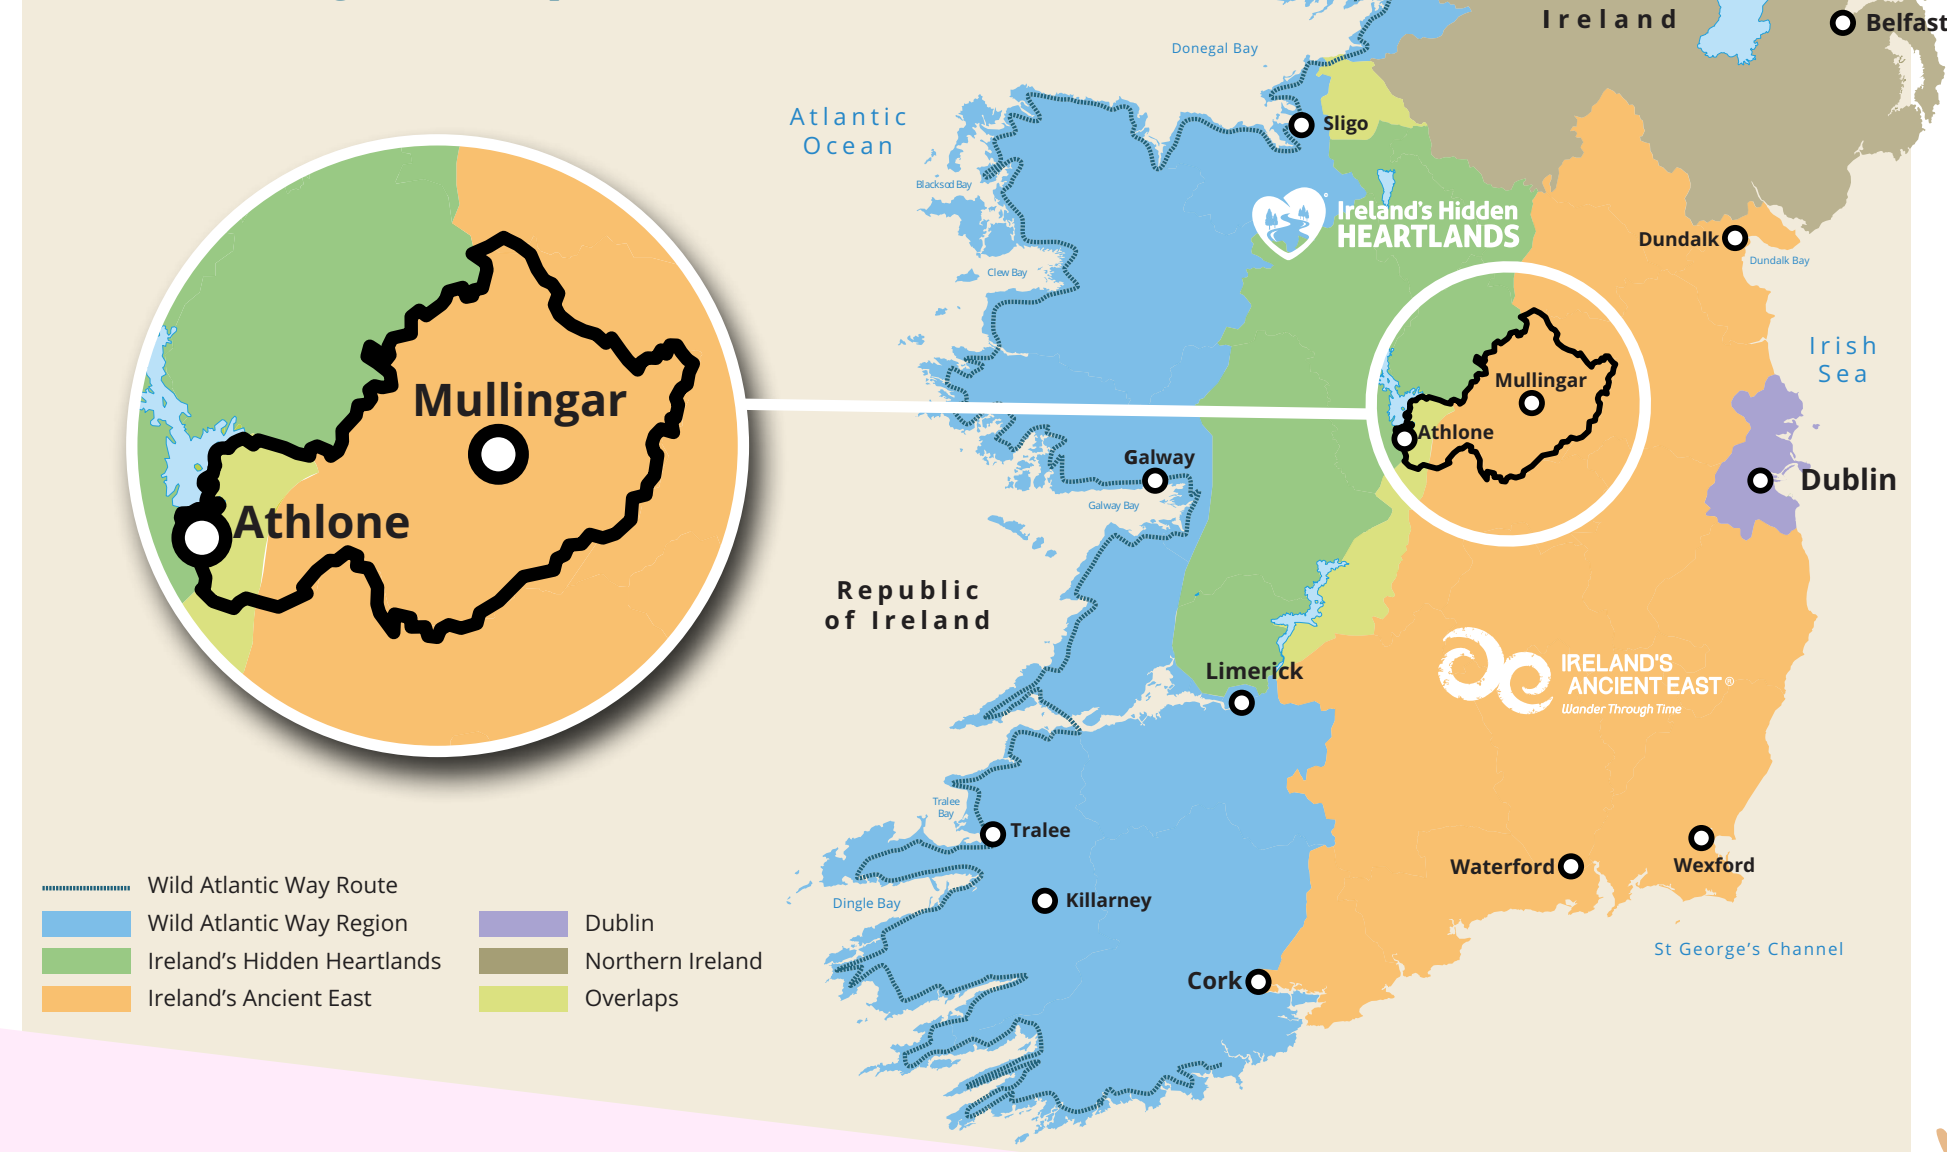 Ireland
Belfast
Donegal Bay
Atlantic
Ocean
Sligo
Blacksod Bay
Ireland's Hidden
HEARTLANDS
Dundalk
Dundalk Bay
Clew Bay
Irish
Sea
Mullingar
Mullingar
Athlone
Athlone
Galway
Galway Bay
Dublin
Republic
of Ireland
Limerick
IRELAND'S
ANCIENT EAST®
Wander Through Time
Tralee
Bay
Tralee
Waterford
Wexford
Killarney
Dingle Bay
St George's Channel
Cork
Wild Atlantic Way Route
Wild Atlantic Way Region
Ireland's Hidden Heartlands
Ireland's Ancient East
Dublin
Northern Ireland
Overlaps